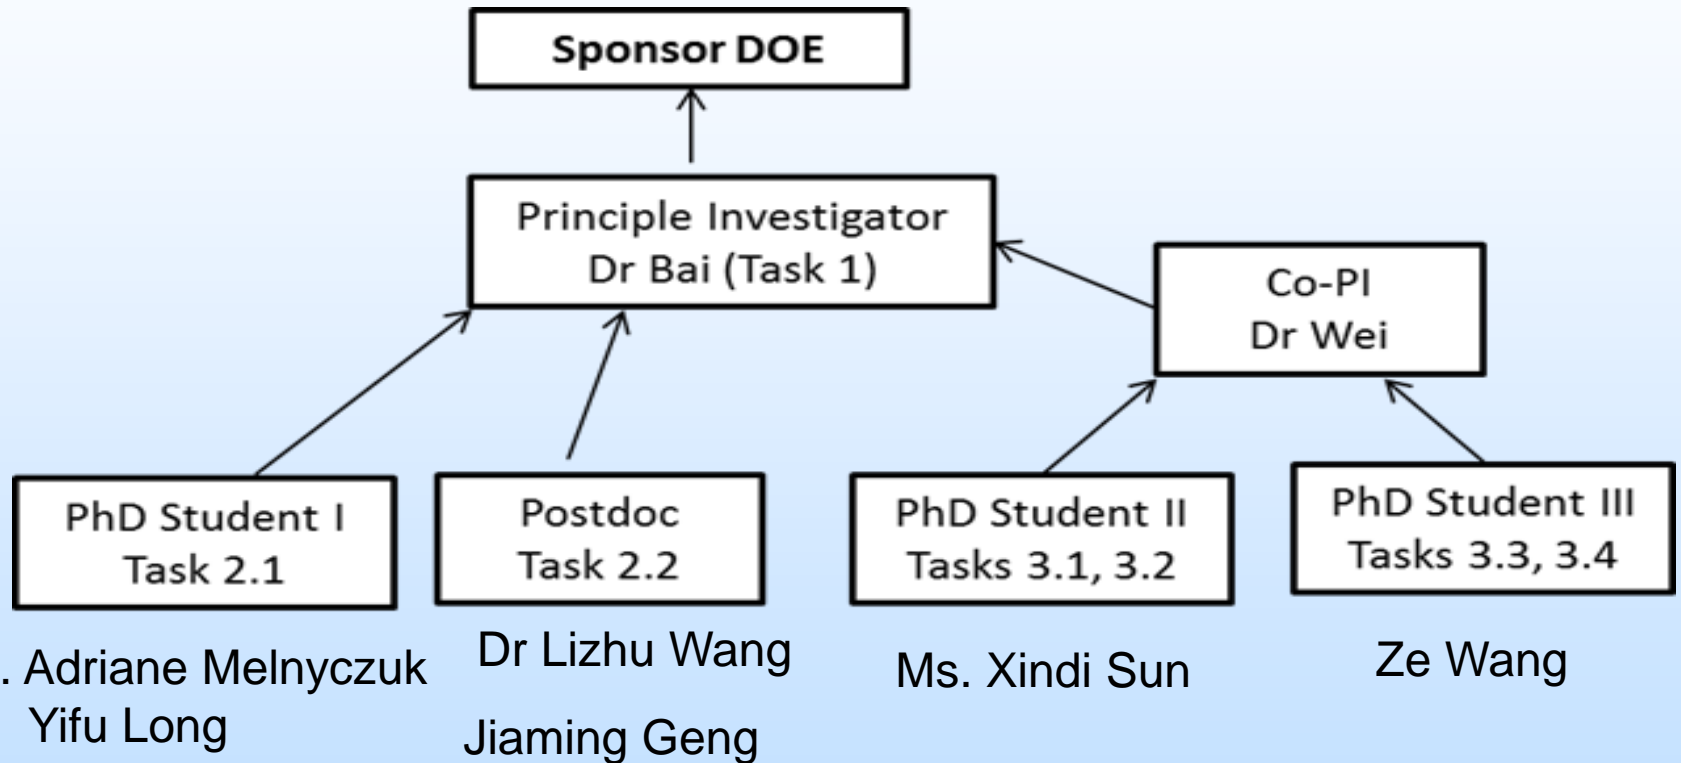 Sponsor DOE
Principle Investigator
Dr Bai (Task 1)
Co-PI
Dr Wei
PhD Student I
Task 2.1
Postdoc
Task 2.2
PhD Student II
Tasks 3.1, 3.2
PhD Student III
Tasks 3.3, 3.4
. Adriane Melnyczuk
Yifu Long
Dr Lizhu Wang
Jiaming Geng
Ms. Xindi Sun
Ze Wang